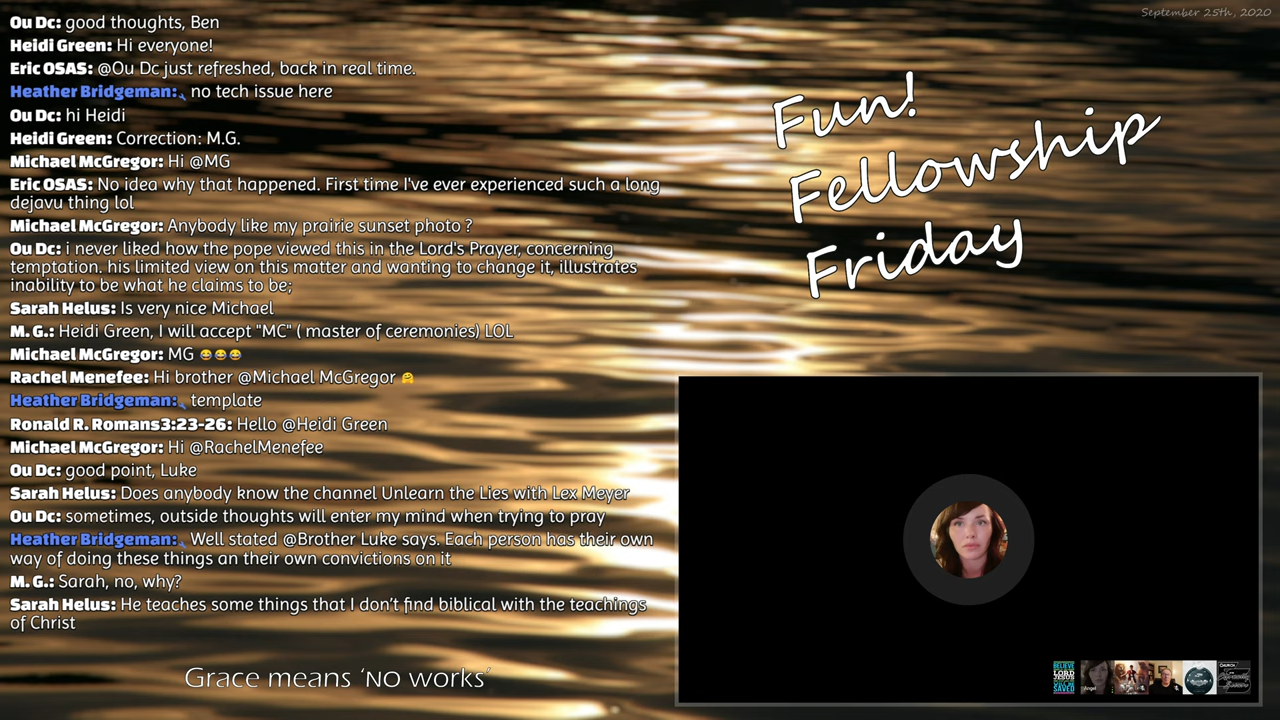 September 25th, 2020
Ou Dc: good thoughts, Ben
Heidi Green: Hi everyone!
Eric OSAS: @Ou Dc just refreshed, back in real time.
Heather Bridgeman: no tech issue here
Ou Dc: hi Heidi
Heidi Green: Correction: M.G.
Michael McGregor: Hi @MG
Eric OSAS: No idea why that happened. First time I've ever experienced such a long
dejavu thing lol
Michael McGregor: Anybody like my prairie sunset photo ?
Ou Dc: i never liked how the pope viewed this in the Lord's Prayer, concerning
temptation. his limited view on this matter and wanting to change it, illustrates
inability to be what he claims to be;
Sarah Helus: Is very nice Michael
M. G.: Heidi Green, I will accept "MC" ( master of ceremonies) LOL
Michael McGregor: MG 😂😂😂
Rachel Menefee: Hi brother @Michael McGregor 🤗
Heather Bridgeman: template
Ronald R. Romans3:23-26: Hello @Heidi Green
Michael McGregor: Hi @RachelMenefee
Ou Dc: good point, Luke
Sarah Helus: Does anybody know the channel Unlearn the Lies with Lex Meyer
Ou Dc: sometimes, outside thoughts will enter my mind when trying to pray
Heather Bridgeman: Well stated @Brother Luke says. Each person has their own
way of doing these things an their own convictions on it
M. G.: Sarah, no, why?
Sarah Helus: He teaches some things that I don't find biblical with the teachings
of Christ
Grace means ‘NO works’
Fun!
Fellowship
Friday
BELIEVE
LORD
JESUS
SAVED
Angel
CHURCH